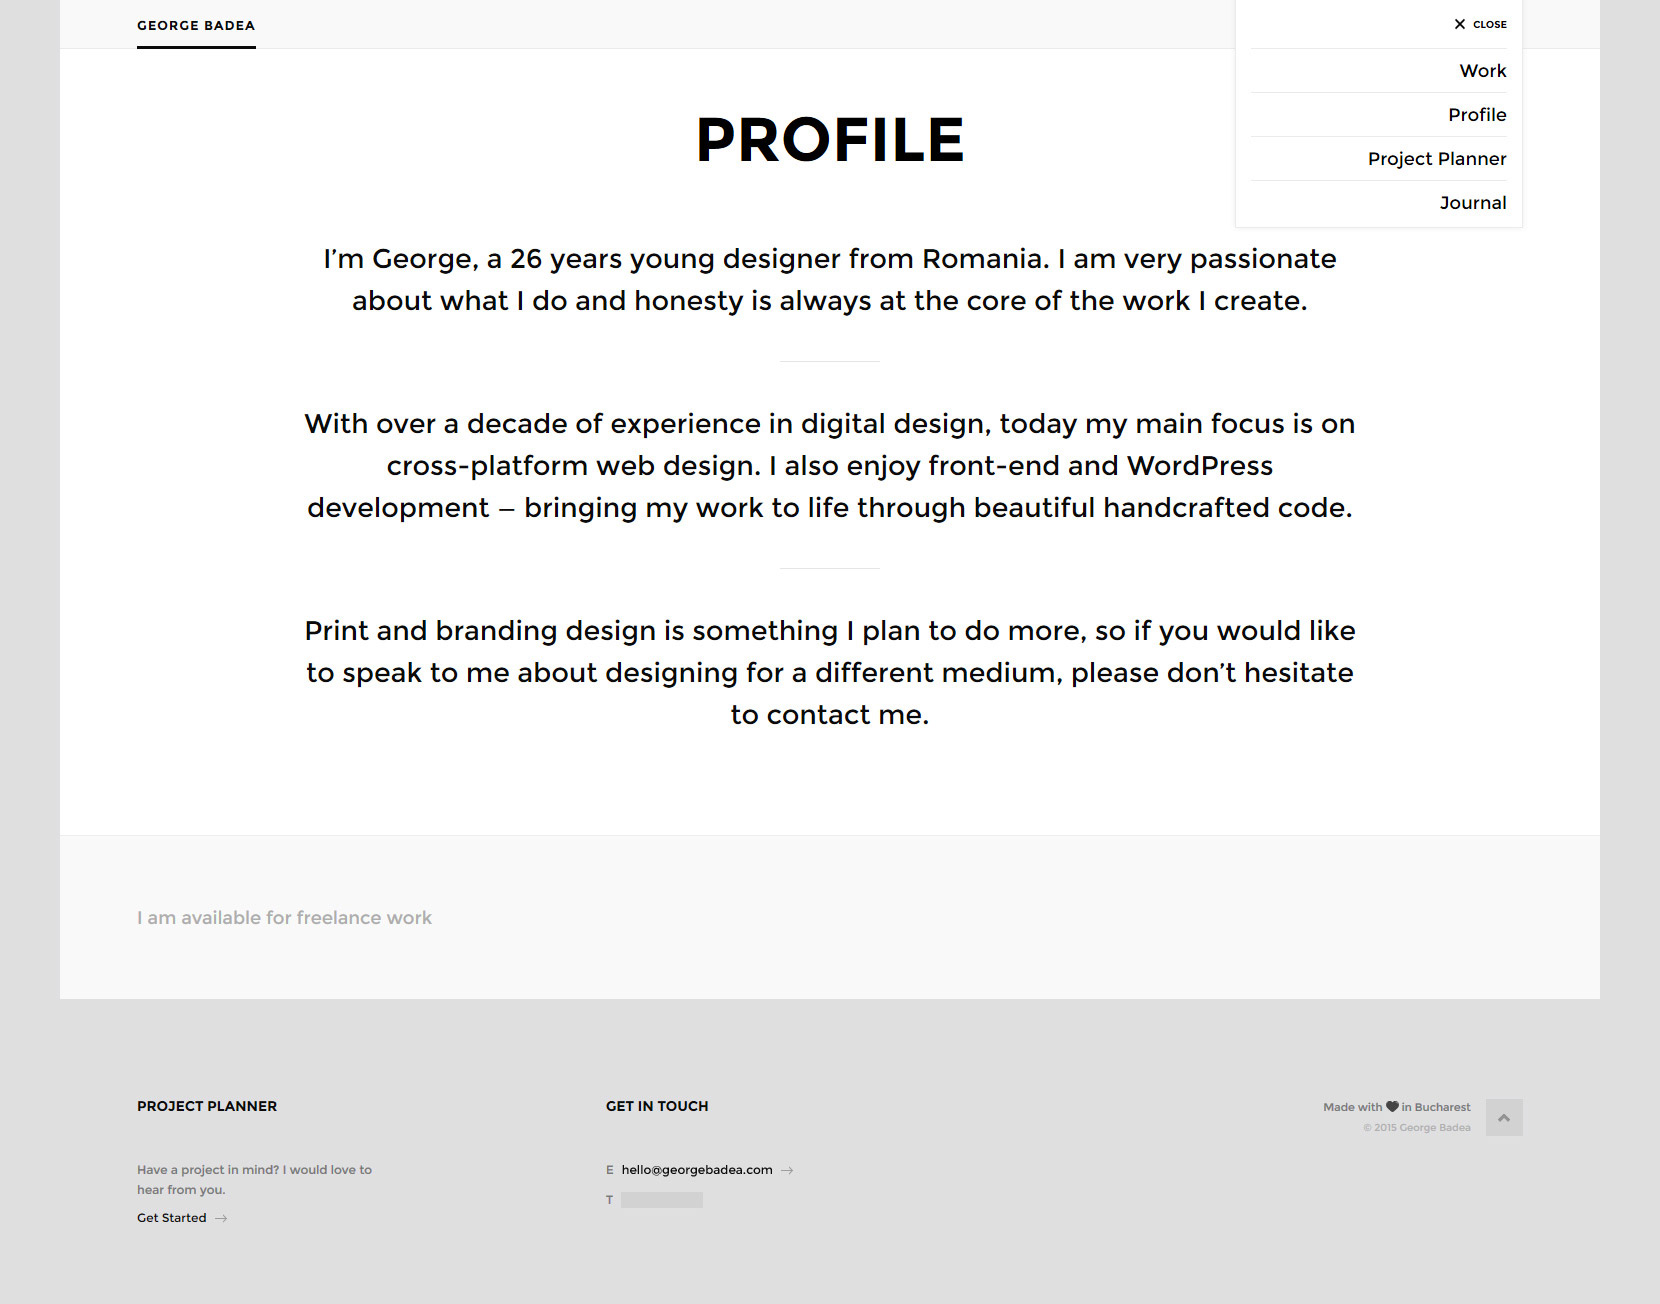 GEORGE BADEA
CLOSE
Work
Profile
Project Planner
Journal
PROFILE
I’m George, a 26 years young designer from Romania. I am very passionate
about what I do and honesty is always at the core of the work I create.
With over a decade of experience in digital design, today my main focus is on
cross-platform web design. I also enjoy front-end and WordPress
development – bringing my work to life through beautiful handcrafted code.
Print and branding design is something I plan to do more, so if you would like
to speak to me about designing for a different medium, please don’t hesitate
to contact me.
I am available for freelance work
PROJECT PLANNER
Have a project in mind? I would love to
hear from you.
Get Started →
GET IN TOUCH
E hello@georgebadea.com →
T
Made with ♥ in Bucharest
© 2015 George Badea